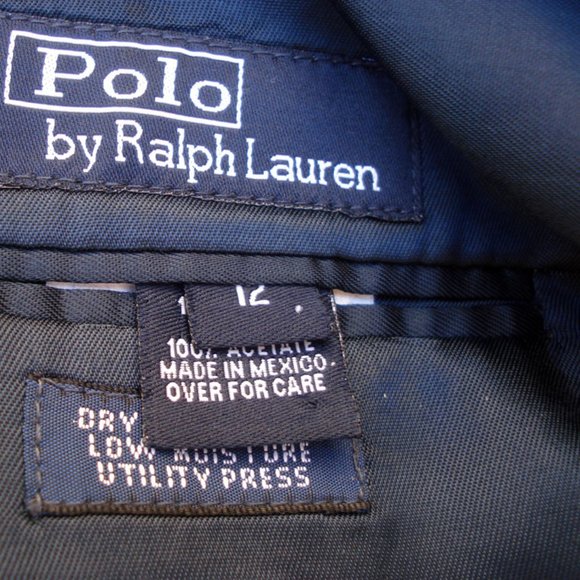 Polo
by Ralph Lauren
12
100% ACETATE
MADE IN MEXICO
OVER FOR CARE
DRY
LOW MOISTURE
UTILITY PRESS